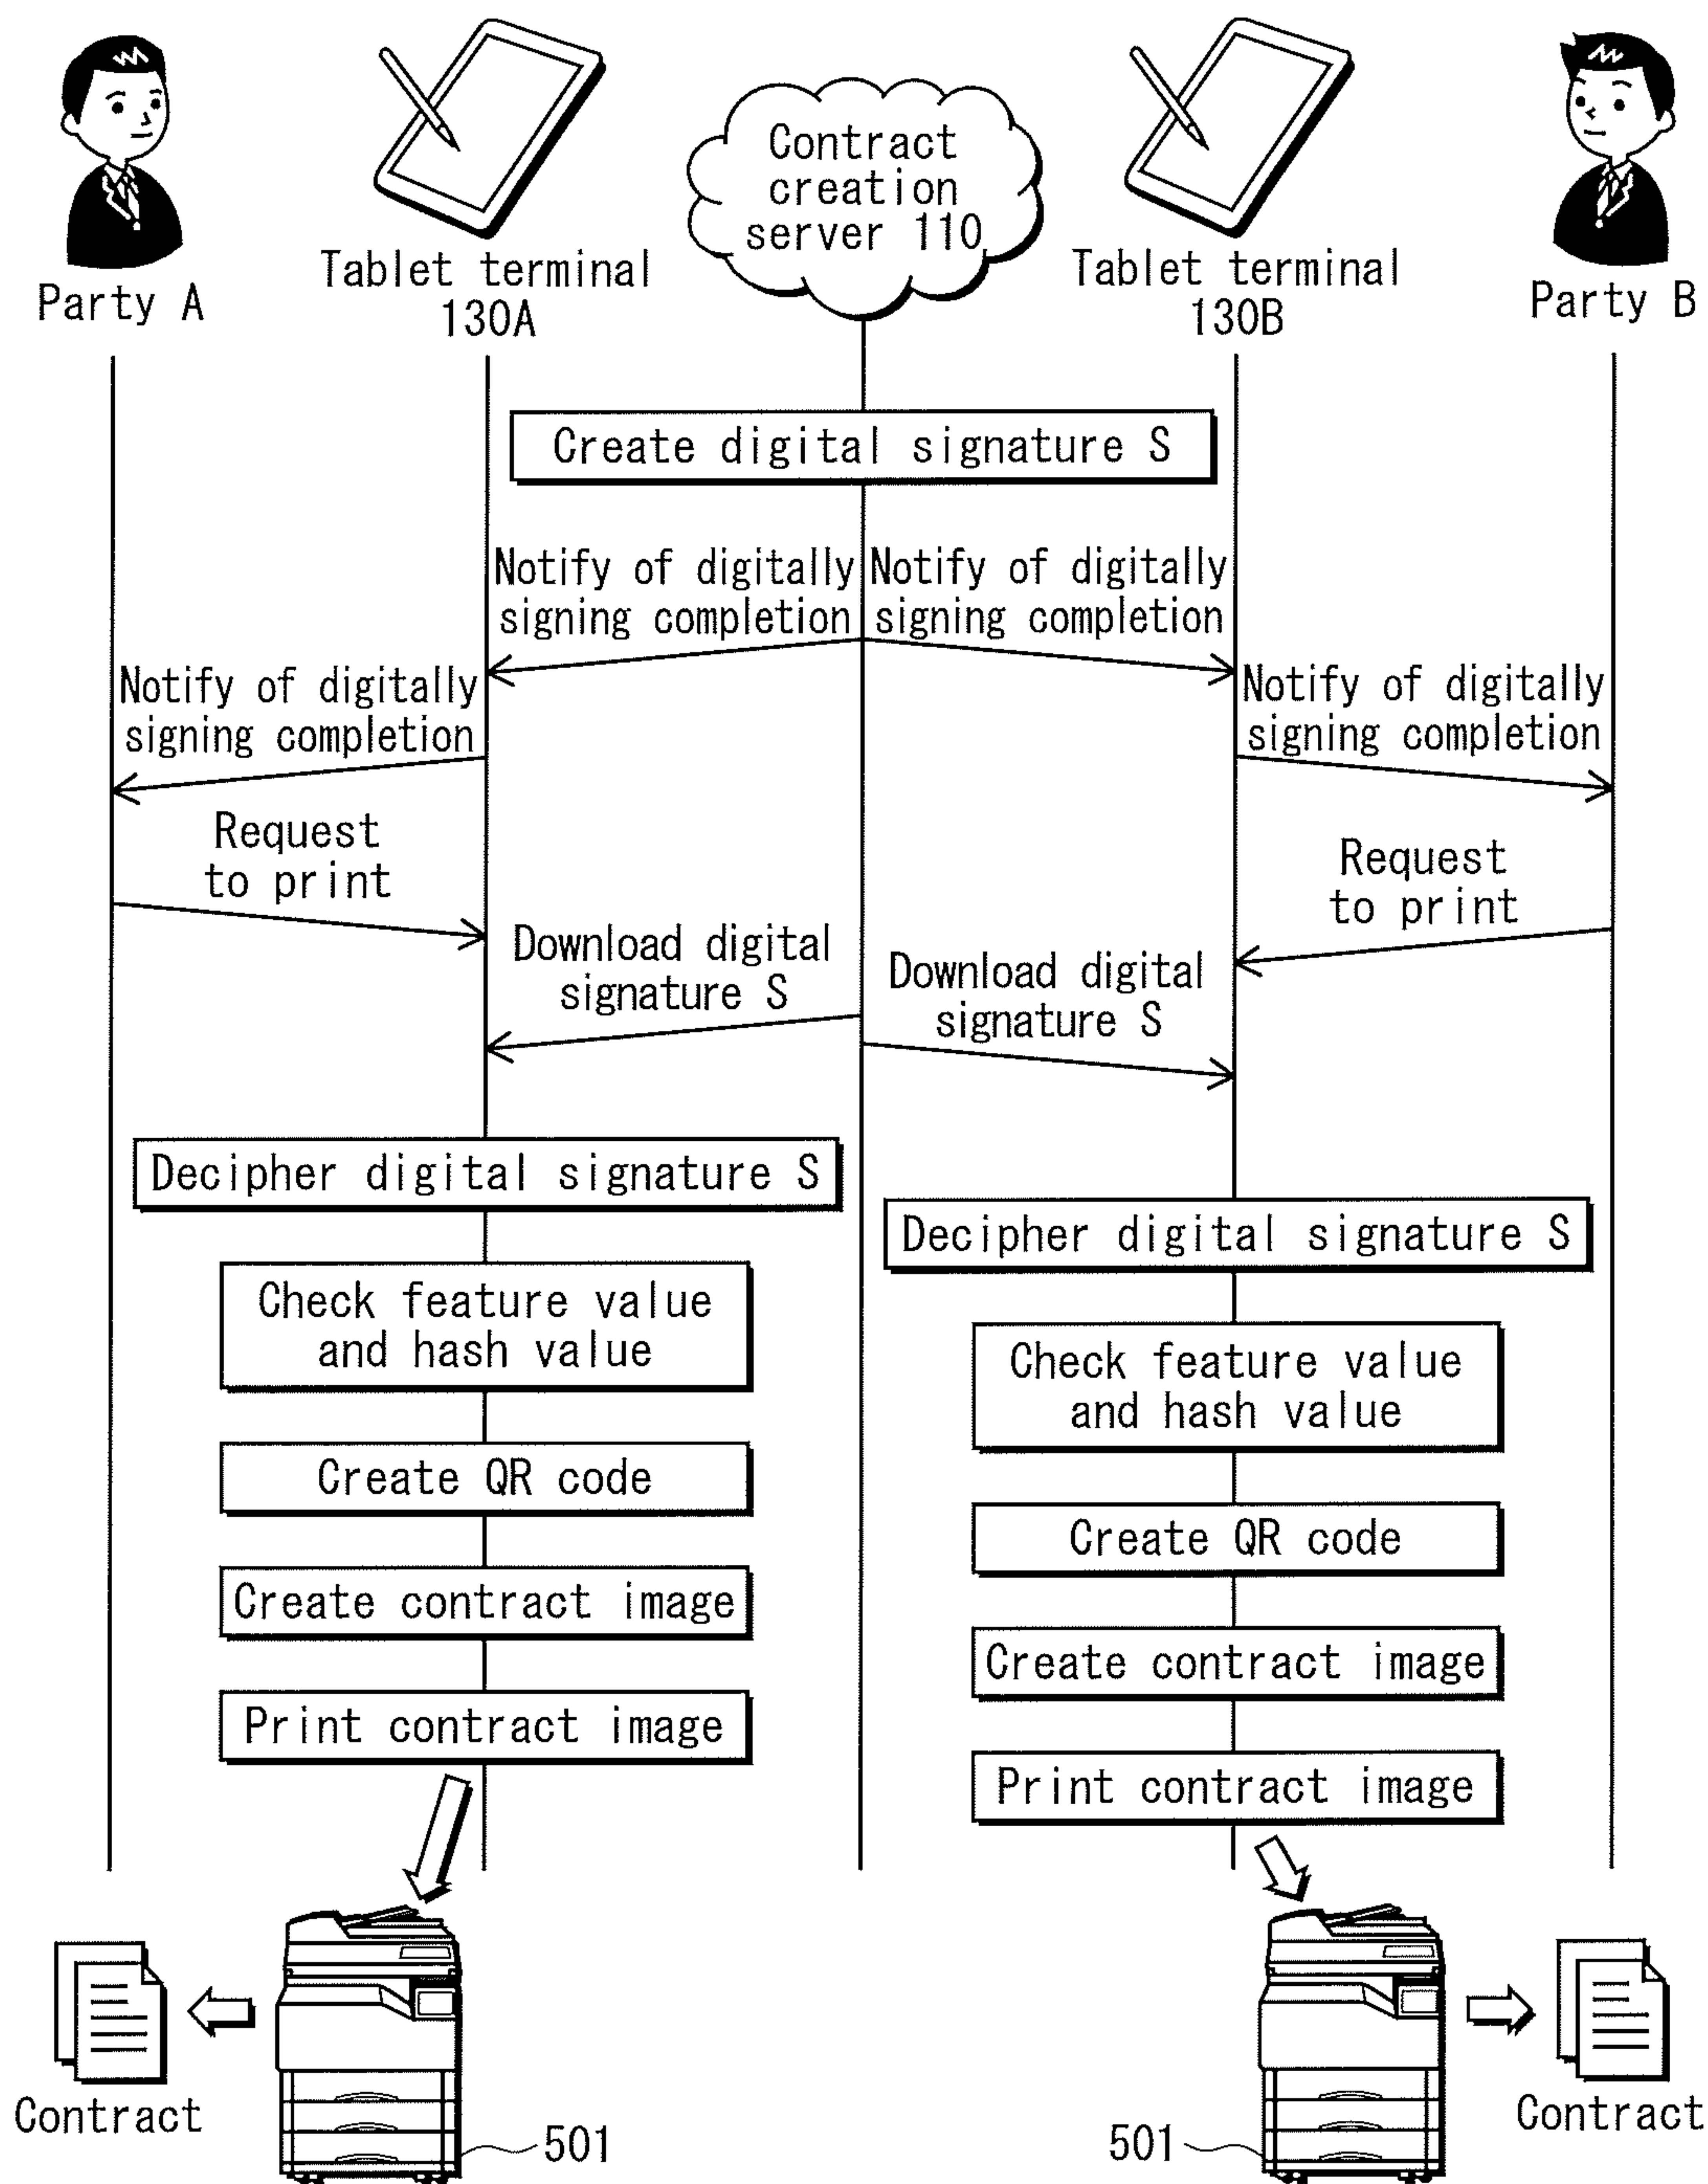 Party A
Tablet terminal
130A
Contract
creation
server 110
Tablet terminal
130B
Party B
Create digital signature S
Notify of digitally
signing completion
Notify of digitally
signing completion
Notify of digitally
signing completion
Notify of digitally
signing completion
Request
to print
Request
to print
Download digital
signature S
Download digital
signature S
Decipher digital signature S
Decipher digital signature S
Check feature value
and hash value
Check feature value
and hash value
Create QR code
Create QR code
Create contract image
Create contract image
Print contract image
Print contract image
Contract
501
501
Contract